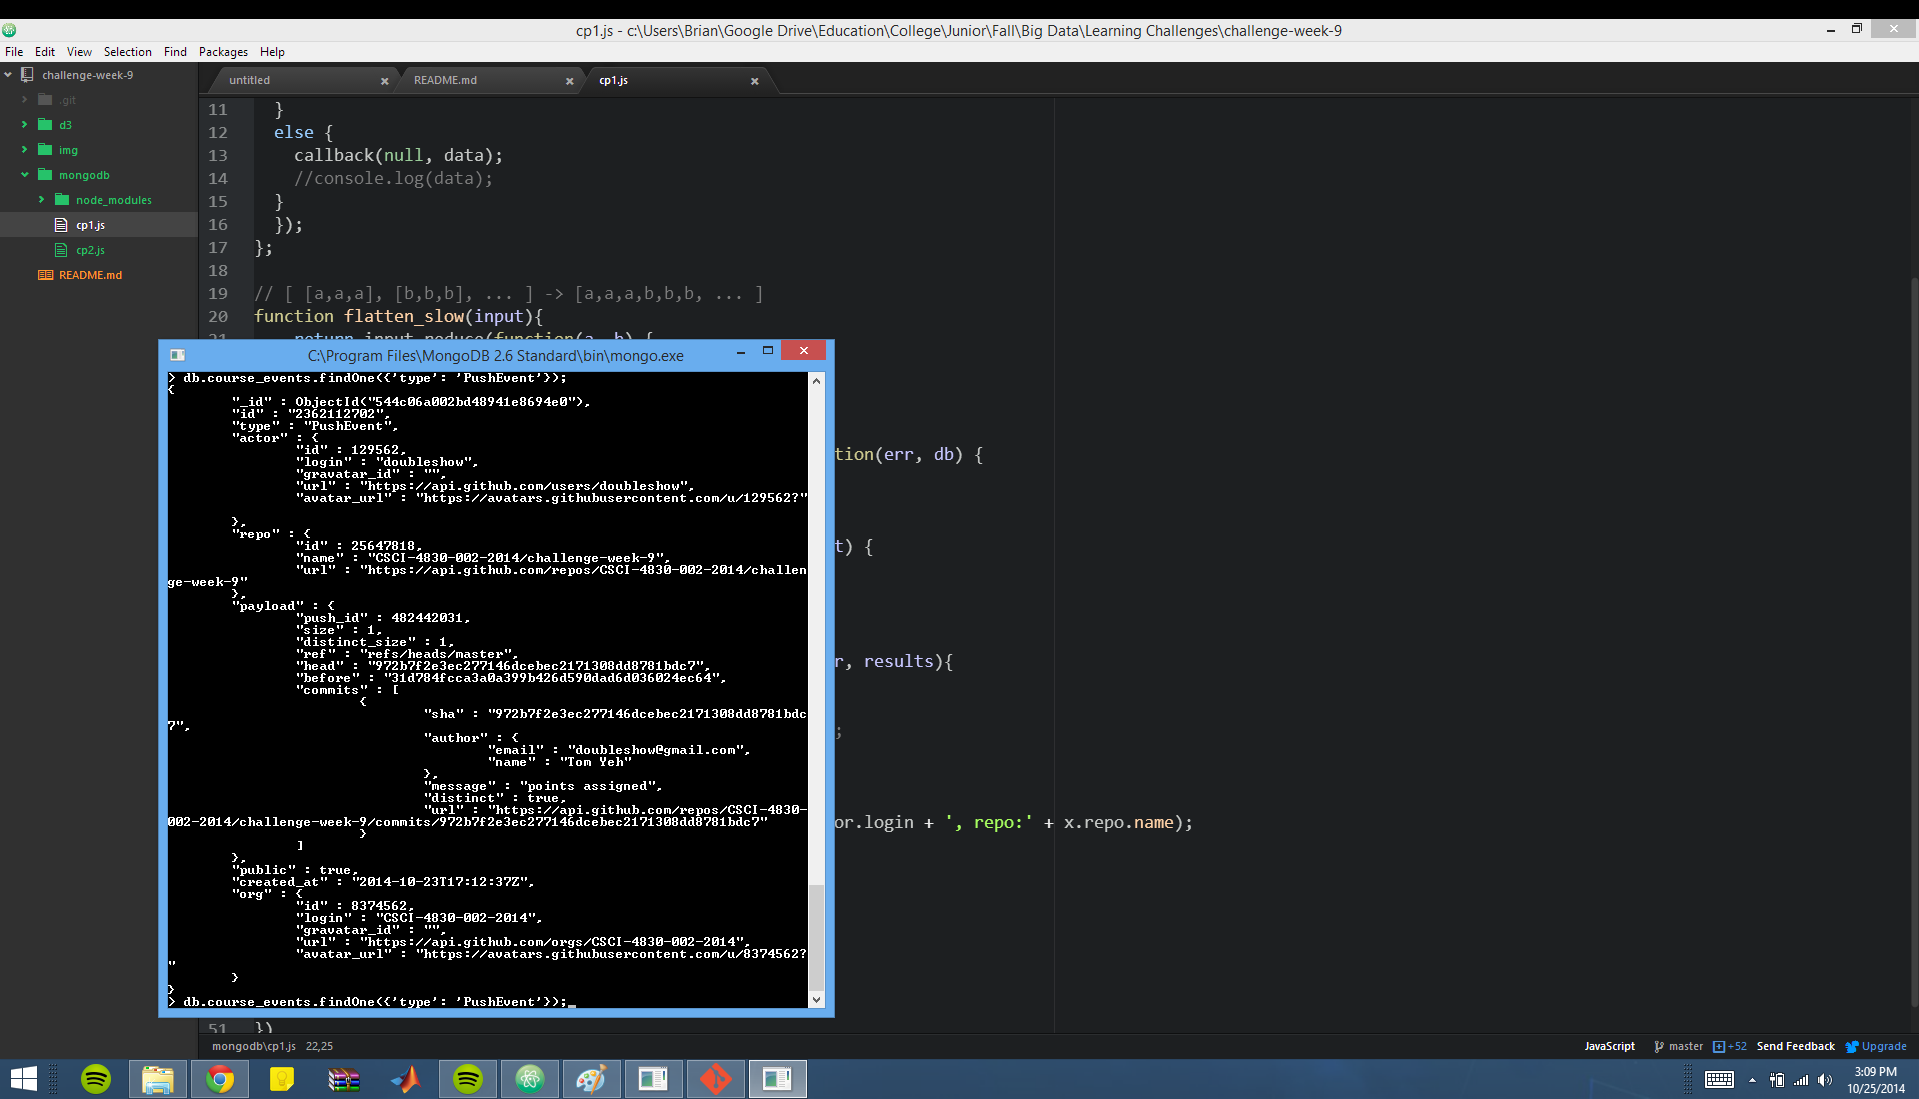 cp1.js - c:\Users\Brian\Google Drive\Education\College\Junior\Fall\Big Data\Learning Challenges\challenge-week-9
File Edit View Selection Find Packages Help
challenge-week-9
.git
d3
img
mongodb
node_modules
cp1.js
cp2.js
README.md
untitled
README.md
cp1.js
11 }
12 else {
13 callback(null, data);
14 //console.log(data);
15 }
16 });
17 };
18
19 // [ [a,a,a], [b,b,b], ... ] -> [a,a,a,b,b,b, ... ]
20 function flatten_slow(input){
21 return input.reduce(function(a, b) {
tion(err, db) {
t) {
r, results){
;
or.login + ', repo:' + x.repo.name);
51 })
C:\Program Files\MongoDB 2.6 Standard\bin\mongo.exe
> db.course_events.findOne({'type': 'PushEvent'});
{
"_id" : ObjectId("544c06a002bd48941e8694e0"),
"id" : "2362112702",
"type" : "PushEvent",
"actor" : {
"id" : 129562,
"login" : "doubleshow",
"gravatar_id" : "",
"url" : "https://api.github.com/users/doubleshow",
"avatar_url" : "https://avatars.githubusercontent.com/u/129562?"
},
"repo" : {
"id" : 25647818,
"name" : "CSCI-4830-002-2014/challenge-week-9",
"url" : "https://api.github.com/repos/CSCI-4830-002-2014/challen
ge-week-9"
},
"payload" : {
"push_id" : 482442031,
"size" : 1,
"distinct_size" : 1,
"ref" : "refs/heads/master",
"head" : "972b7f2e3ec277146dcebec2171308dd8781bdc7",
"before" : "31d784fcca3a0a399b426d590dad6d036024ec64",
"commits" : [
{
"sha" : "972b7f2e3ec277146dcebec2171308dd8781bdc
7",
"author" : {
"email" : "doubleshow@gmail.com",
"name" : "Tom Yeh"
},
"message" : "points assigned",
"distinct" : true,
"url" : "https://api.github.com/repos/CSCI-4830-
002-2014/challenge-week-9/commits/972b7f2e3ec277146dcebec2171308dd8781bdc7"
}
]
},
"public" : true,
"created_at" : "2014-10-23T17:12:37Z",
"org" : {
"id" : 8374562,
"login" : "CSCI-4830-002-2014",
"gravatar_id" : "",
"url" : "https://api.github.com/orgs/CSCI-4830-002-2014",
"avatar_url" : "https://avatars.githubusercontent.com/u/8374562?
"
}
}
> db.course_events.findOne({'type': 'PushEvent'});_
mongodb\cp1.js 22,25
JavaScript master +52 Send Feedback Upgrade
3:09 PM
10/25/2014